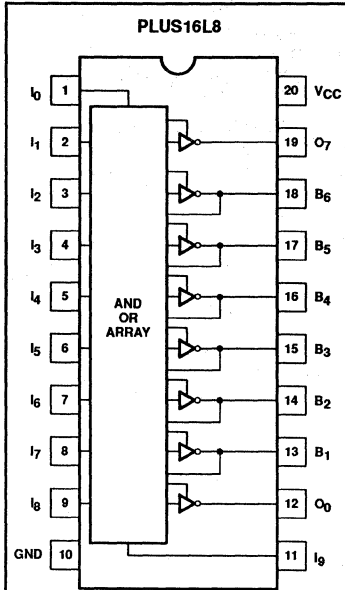 PLUS16L8
I0 1 20 VCC
I1 2 19 O7
I2 3 18 B6
I3 4 17 B5
I4 5 16 B4
AND
OR
ARRAY
I5 6 15 B3
I6 7 14 B2
I7 8 13 B1
I8 9 12 O0
GND 10 11 I9